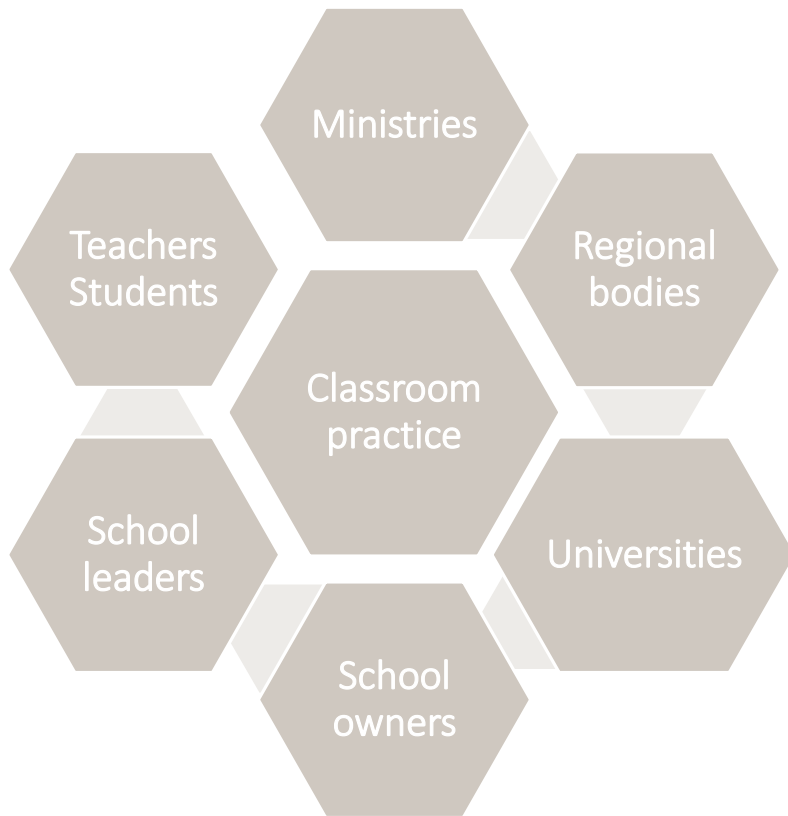 Ministries
Teachers
Students
Regional
bodies
Classroom
practice
School
leaders
Universities
School
owners